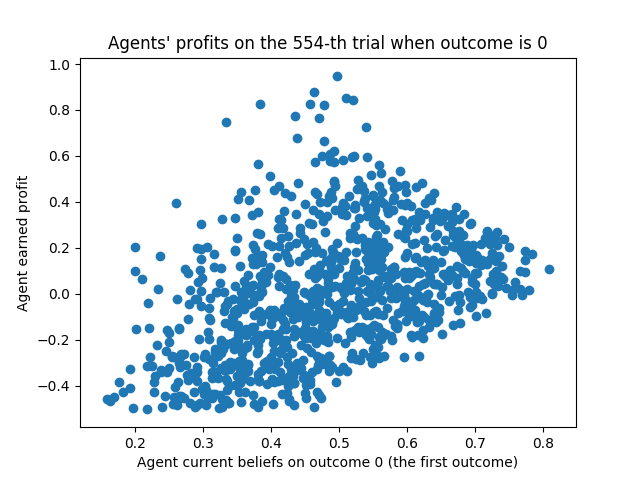 Agents' profits on the 554-th trial when outcome is 0
1.0
0.8
0.6
0.4
0.2
0.0
−0.2
−0.4
Agent earned profit
0.2 0.3 0.4 0.5 0.6 0.7 0.8
Agent current beliefs on outcome 0 (the first outcome)